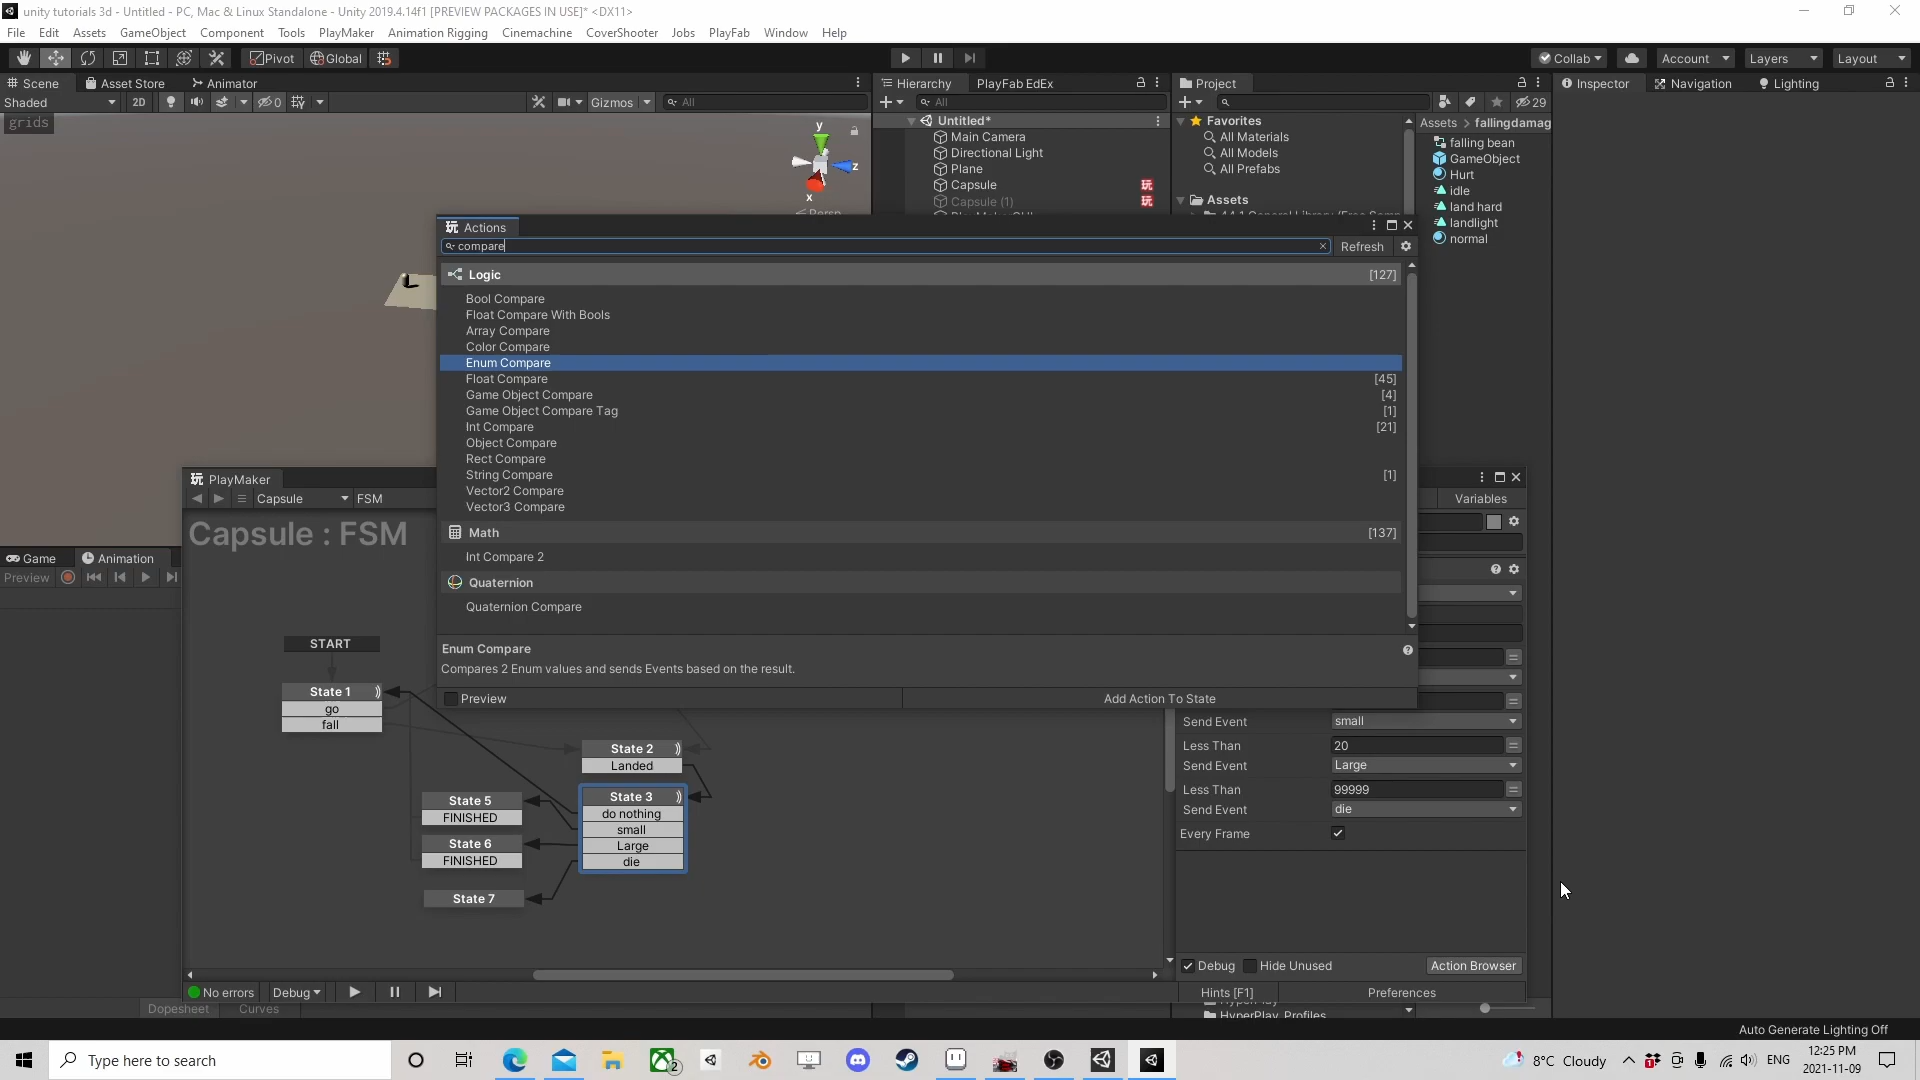 unity tutorials 3d - Untitled - PC, Mac & Linux Standalone - Unity 2019.4.14f1 [PREVIEW PACKAGES IN USE]* <DX11>
File Edit Assets GameObject Component Tools PlayMaker Animation Rigging Cinemachine CoverShooter Jobs PlayFab Window Help
Pivot Global Collab Account Layers Layout
Scene Asset Store Animator
Hierarchy PlayFab EdEx
Project
Inspector Navigation Lighting
Shaded 2D 0 Gizmos All
All
29
grids
y
z
x
Persp
Untitled*
Main Camera
Directional Light
Plane
Capsule
Capsule (1)
Favorites
All Materials
All Models
All Prefabs
Assets
Assets > fallingdamag
falling bean
GameObject
Hurt
idle
land hard
landlight
normal
Actions
compare
Refresh
Logic [127]
Bool Compare
Float Compare With Bools
Array Compare
Color Compare
Enum Compare
Float Compare [45]
Game Object Compare [4]
Game Object Compare Tag [1]
Int Compare [21]
Object Compare
Rect Compare
String Compare [1]
Vector2 Compare
Vector3 Compare
Math [137]
Int Compare 2
Quaternion
Quaternion Compare
Enum Compare
Compares 2 Enum values and sends Events based on the result.
Preview Add Action To State
PlayMaker
Capsule FSM
Variables
Capsule : FSM
Game Animation
Preview
START
State 1
go
fall
State 2
Landed
State 3
do nothing
small
Large
die
State 5
FINISHED
State 6
FINISHED
State 7
Send Event small
Less Than 20
Send Event Large
Less Than 99999
Send Event die
Every Frame
Debug Hide Unused Action Browser
No errors Debug
Hints [F1] Preferences
Dopesheet Curves
HyperPlay_Profiles
Auto Generate Lighting Off
Type here to search
2
8°C Cloudy
ENG
12:25 PM
2021-11-09